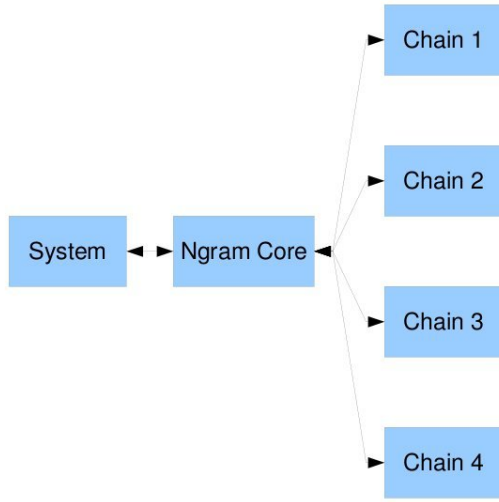 Chain 1
Chain 2
System
Ngram Core
Chain 3
Chain 4